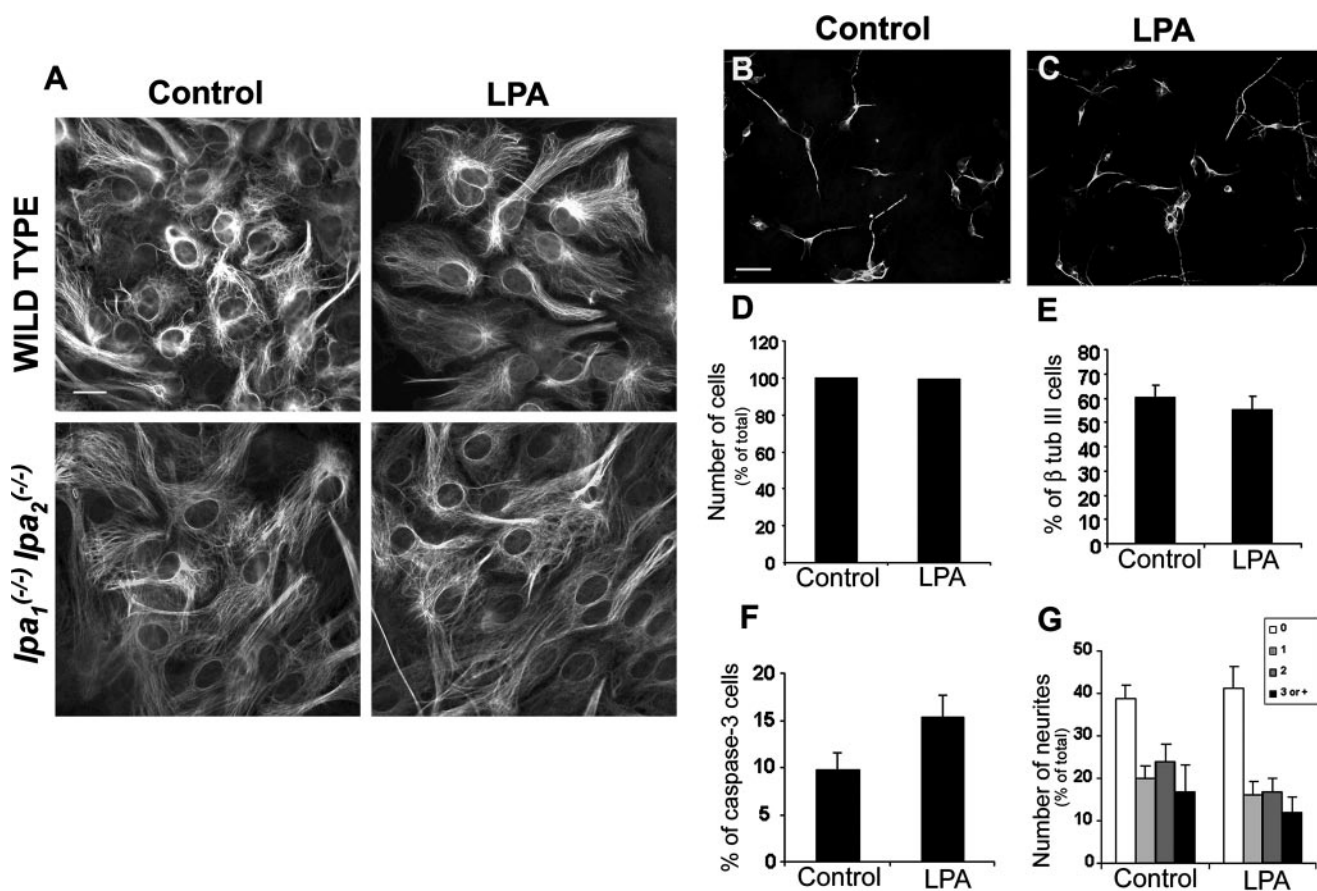 A
Control
LPA
WILD TYPE
lpa1(-/-) lpa2(-/-)
Control
LPA
B
C
D
Number of cells
(% of total)
120
100
80
60
40
20
0
Control
LPA
E
% of β tub III cells
80
70
60
50
40
30
20
10
0
Control
LPA
F
% of caspase-3 cells
20
15
10
5
0
Control
LPA
G
Number of neurites
(% of total)
50
40
30
20
10
0
0
1
2
3 or +
Control
LPA